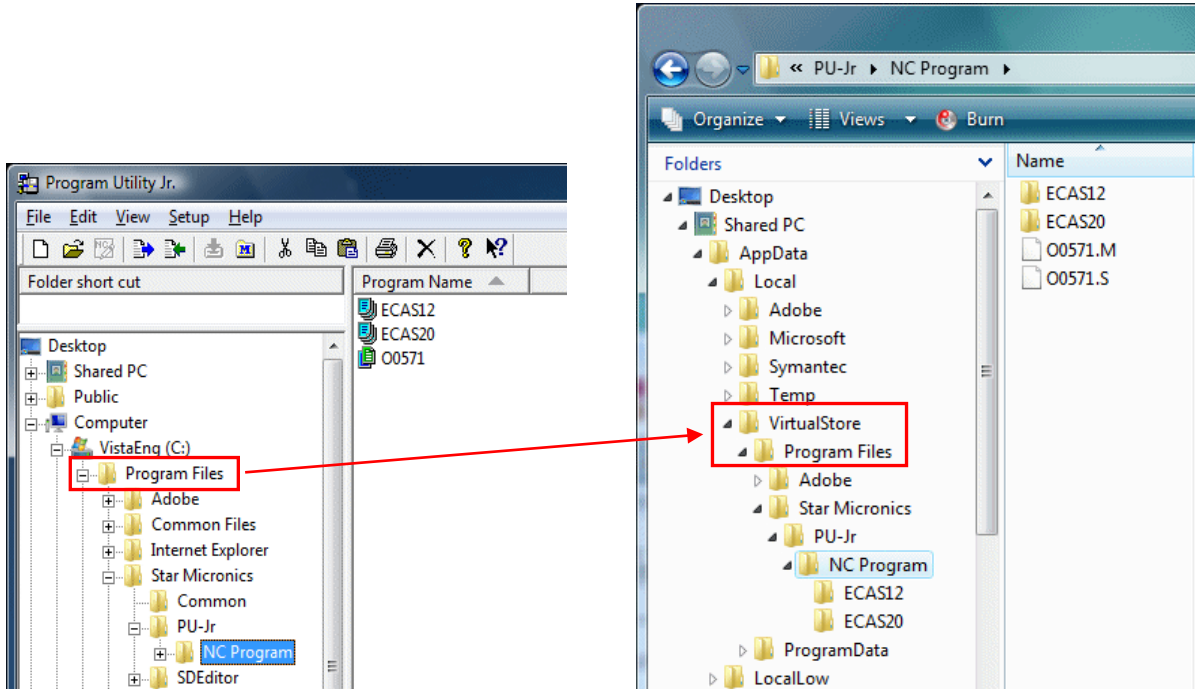 Program Utility Jr.
File Edit View Setup Help
Folder short cut
Program Name
ECAS12
ECAS20
O0571
Desktop
Shared PC
Public
Computer
VistaEng (C:)
Program Files
Adobe
Common Files
Internet Explorer
Star Micronics
Common
PU-Jr
NC Program
SDEditor
« PU-Jr NC Program
Organize Views Burn
Folders
Name
Desktop
Shared PC
AppData
Local
Adobe
Microsoft
Symantec
Temp
VirtualStore
Program Files
Adobe
Star Micronics
PU-Jr
NC Program
ECAS12
ECAS20
ProgramData
LocalLow
ECAS12
ECAS20
O0571.M
O0571.S